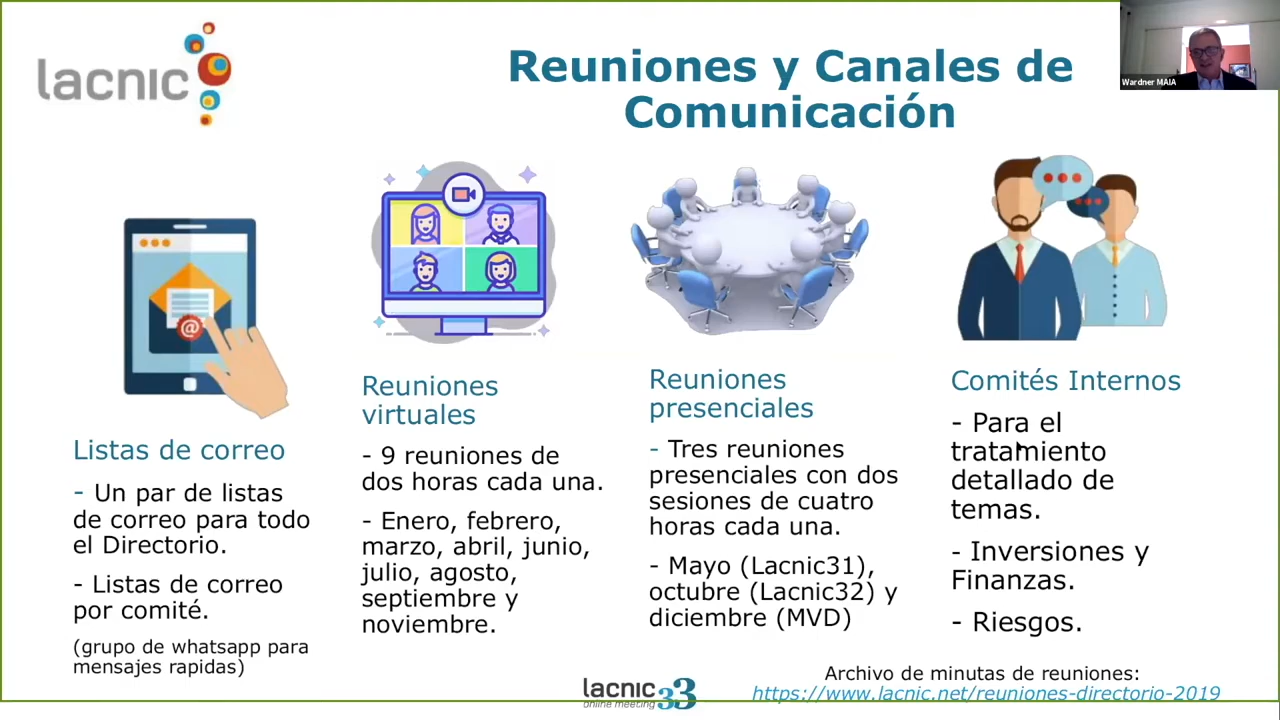 lacnic
Reuniones y Canales de
Comunicación
Wardner MAIA
@
Listas de correo
- Un par de listas
de correo para todo
el Directorio.
- Listas de correo
por comité.
(grupo de whatsapp para
mensajes rapidas)
Reuniones
virtuales
- 9 reuniones de
dos horas cada una.
- Enero, febrero,
marzo, abril, junio,
julio, agosto,
septiembre y
noviembre.
Reuniones
presenciales
- Tres reuniones
presenciales con dos
sesiones de cuatro
horas cada una.
- Mayo (Lacnic31),
octubre (Lacnic32) y
diciembre (MVD)
Comités Internos
- Para el
tratamiento
detallado de
temas.
- Inversiones y
Finanzas.
- Riesgos.
Archivo de minutas de reuniones:
https://www.lacnic.net/reuniones-directorio-2019
lacnic 33
online meeting